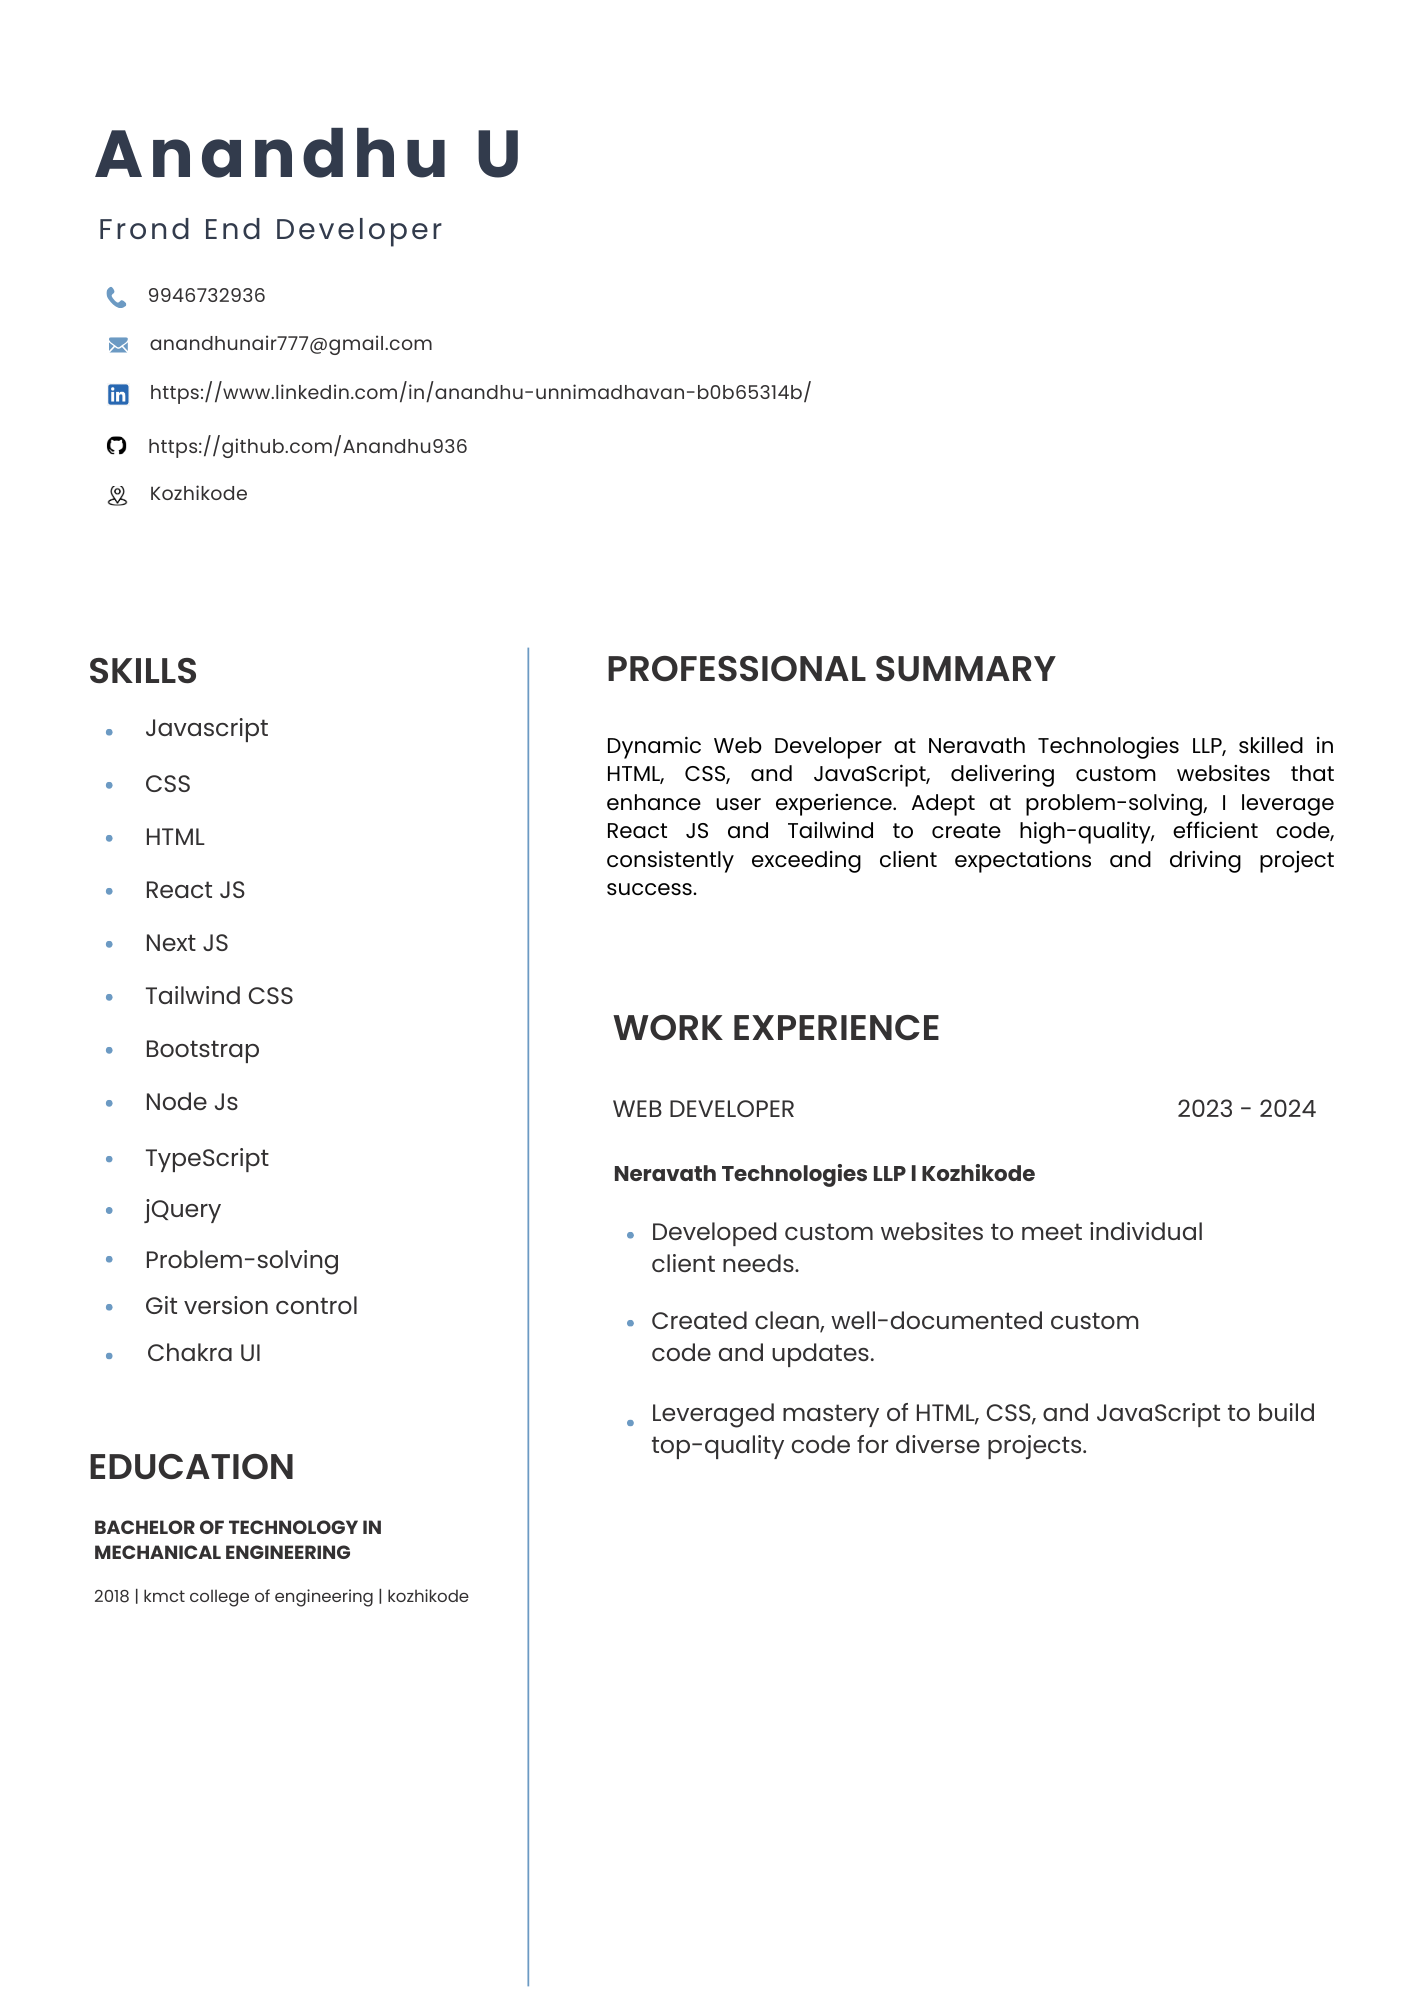 Anandhu U
Frond End Developer
9946732936
anandhunair777@gmail.com
https://www.linkedin.com/in/anandhu-unnimadhavan-b0b65314b/
https://github.com/Anandhu936
Kozhikode
SKILLS
Javascript
CSS
HTML
React JS
Next JS
Tailwind CSS
Bootstrap
Node Js
TypeScript
jQuery
Problem-solving
Git version control
Chakra UI
EDUCATION
BACHELOR OF TECHNOLOGY IN
MECHANICAL ENGINEERING
2018 | kmct college of engineering | kozhikode
PROFESSIONAL SUMMARY
Dynamic Web Developer at Neravath Technologies LLP, skilled in
HTML, CSS, and JavaScript, delivering custom websites that
enhance user experience. Adept at problem-solving, I leverage
React JS and Tailwind to create high-quality, efficient code,
consistently exceeding client expectations and driving project
success.
WORK EXPERIENCE
WEB DEVELOPER 2023 - 2024
Neravath Technologies LLP l Kozhikode
Developed custom websites to meet individual
client needs.
Created clean, well-documented custom
code and updates.
Leveraged mastery of HTML, CSS, and JavaScript to build
top-quality code for diverse projects.